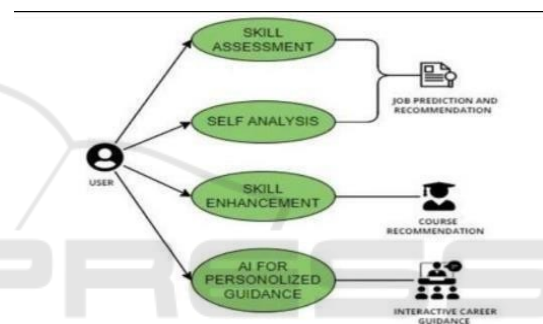 SKILL
ASSESSMENT
JOB PREDICTION AND
RECOMMENDATION
SELF ANALYSIS
USER
SKILL
ENHANCEMENT
COURSE
RECOMMENDATION
AI FOR
PERSONOLIZED
GUIDANCE
INTERACTIVE CAREER
GUIDANCE